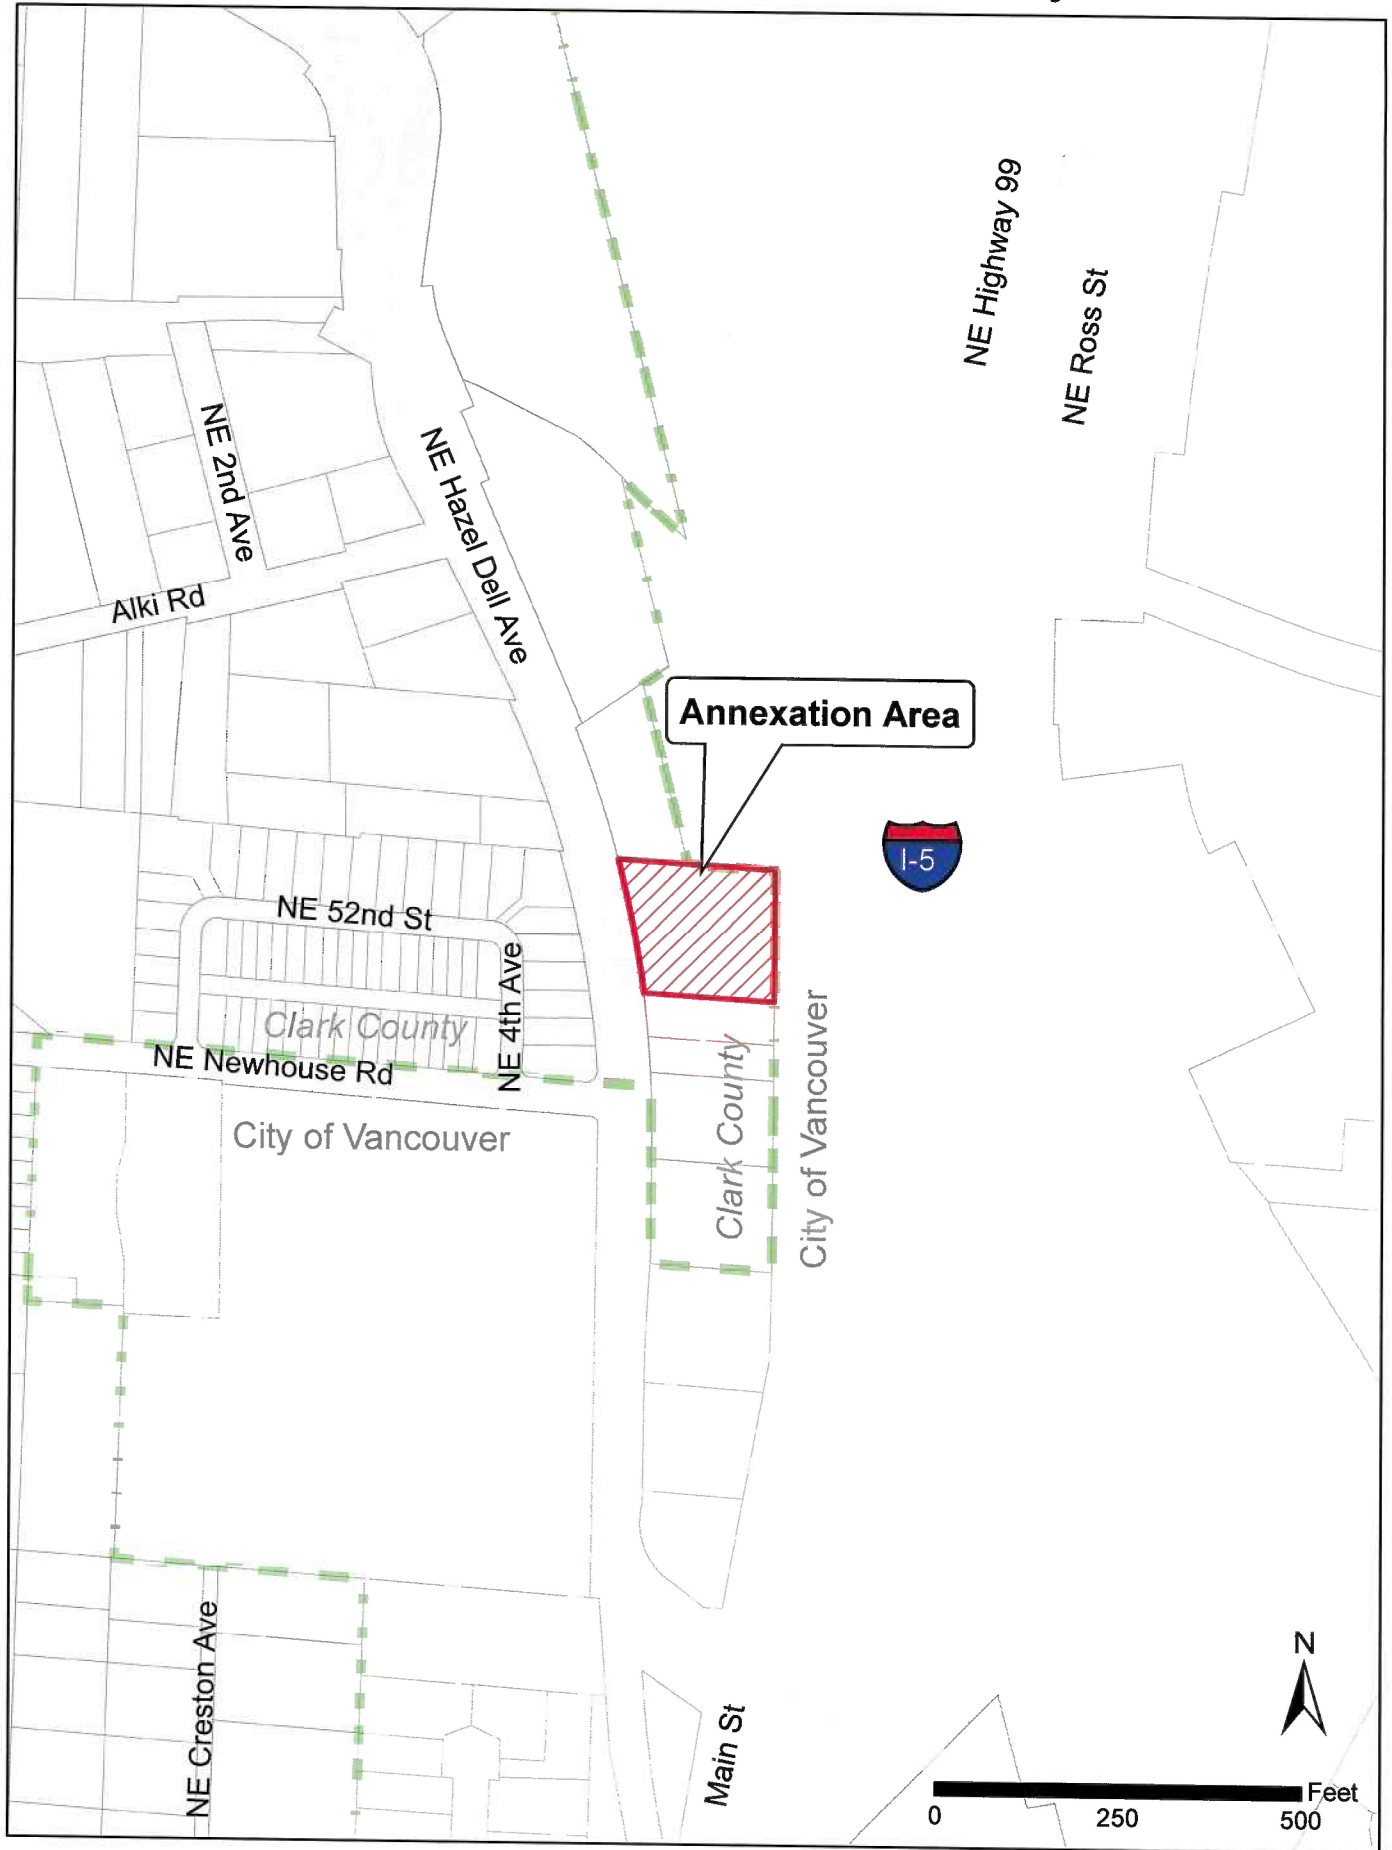 NE Highway 99
NE Ross St
NE 2nd Ave
NE Hazel Dell Ave
Alki Rd
Annexation Area
I-5
NE 52nd St
NE 4th Ave
Clark County
NE Newhouse Rd
City of Vancouver
Clark County
City of Vancouver
NE Creston Ave
Main St
N
Feet
0 250 500